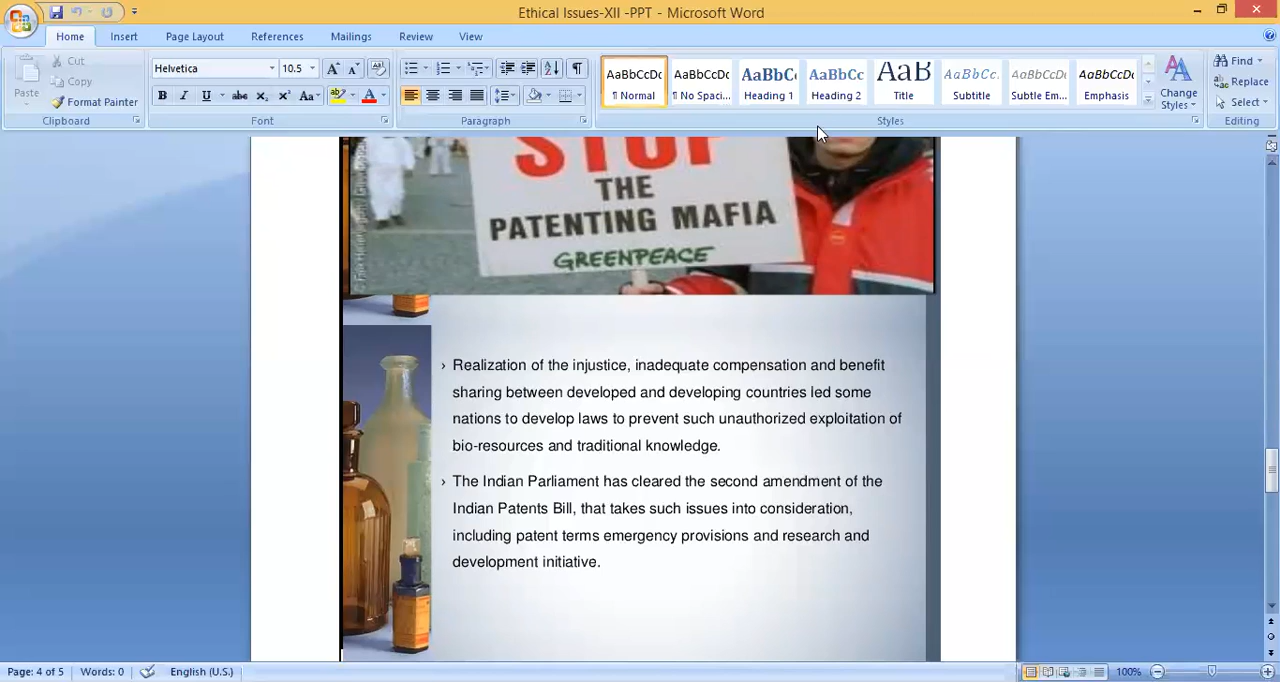 Ethical Issues-XII -PPT - Microsoft Word
Home Insert Page Layout References Mailings Review View
Paste
Cut
Copy
Format Painter
Clipboard
Helvetica 10.5
B I U abc X₂ X² Aa
Font
Paragraph
AaBbCcDc AaBbCcDc AaBbC AaBbCc AaB AaBbCc. AaBbCcDc AaBbCcDc
¶ Normal ¶ No Spaci... Heading 1 Heading 2 Title Subtitle Subtle Em... Emphasis
Styles
Change
Styles
Find
Replace
Select
Editing
STOP
THE
PATENTING MAFIA
GREENPEACE
› Realization of the injustice, inadequate compensation and benefit
sharing between developed and developing countries led some
nations to develop laws to prevent such unauthorized exploitation of
bio-resources and traditional knowledge.
› The Indian Parliament has cleared the second amendment of the
Indian Patents Bill, that takes such issues into consideration,
including patent terms emergency provisions and research and
development initiative.
Page: 4 of 5 Words: 0 English (U.S.) 100%